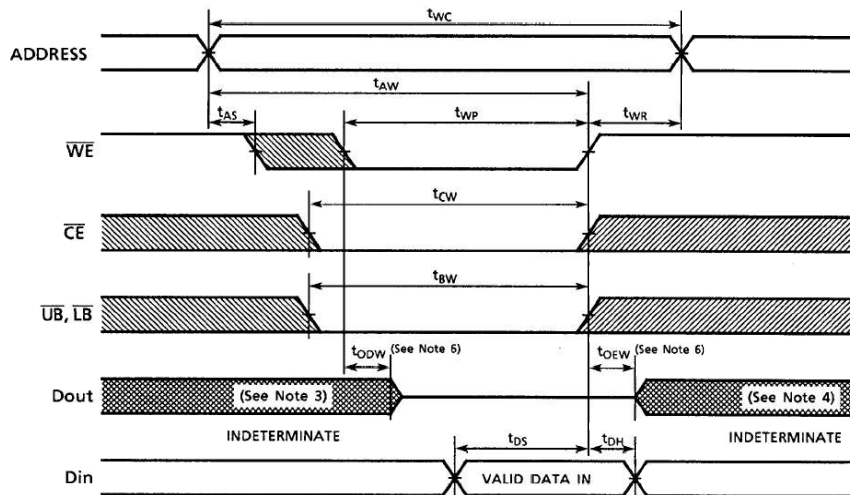 tWC
ADDRESS
tAW
tAS tWP tWR
WE
tCW
CE
tBW
UB, LB
tODW (See Note 6) tOEW (See Note 6)
Dout (See Note 3) (See Note 4)
INDETERMINATE INDETERMINATE
tDS tDH
Din VALID DATA IN